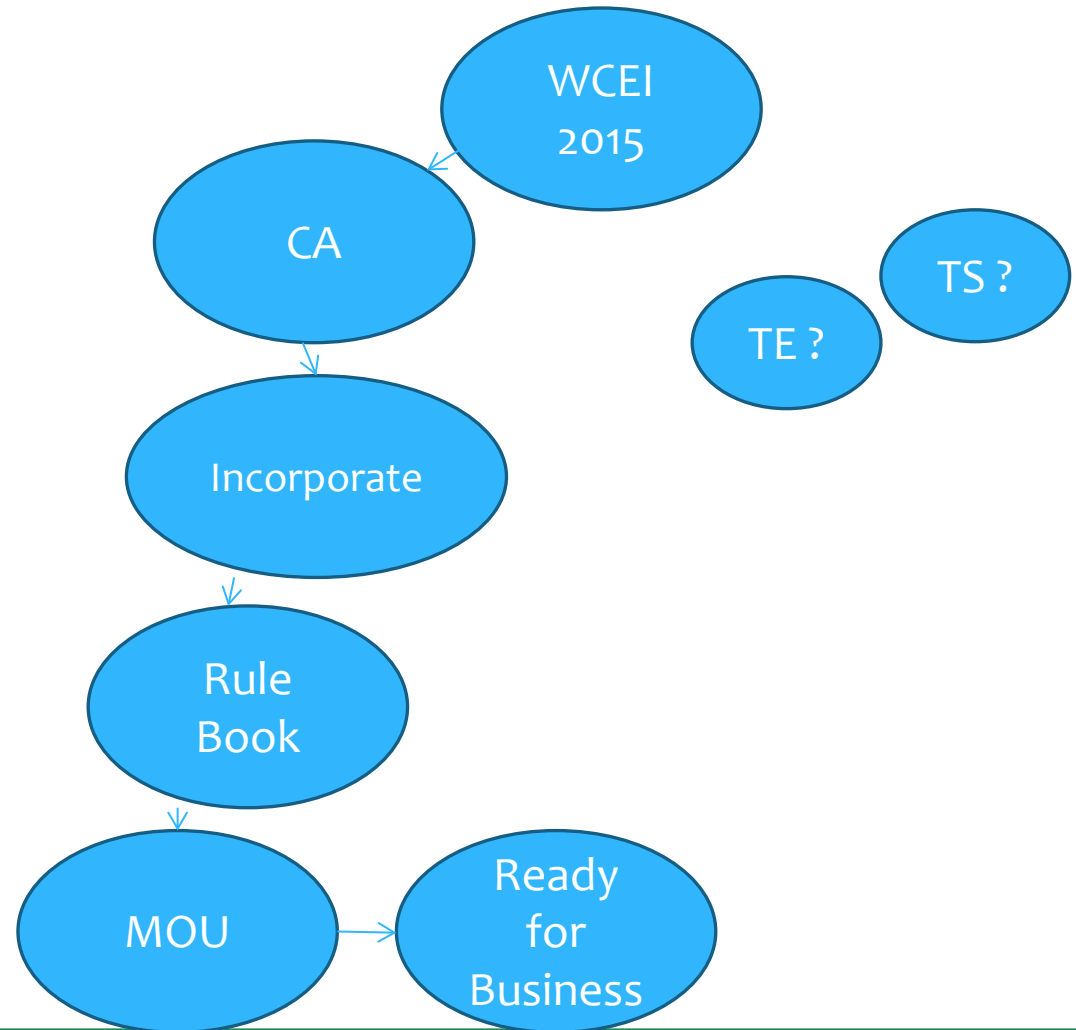 WCEI
2015
CA
TS ?
TE ?
Incorporate
Rule
Book
MOU
Ready
for
Business